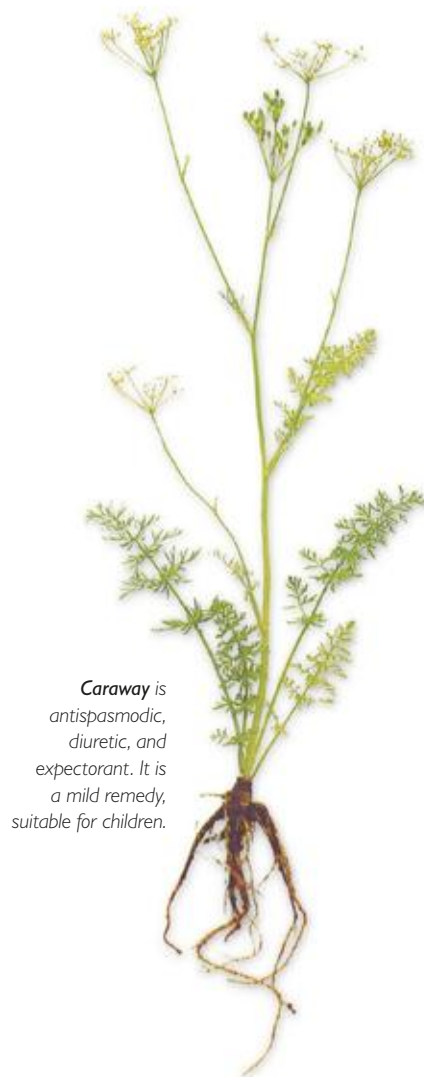 Caraway is
antispasmodic,
diuretic, and
expectorant. It is
a mild remedy,
suitable for children.